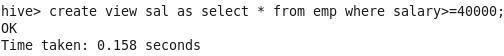 hive> create view sal as select * from emp where salary>=40000;
OK
Time taken: 0.158 seconds